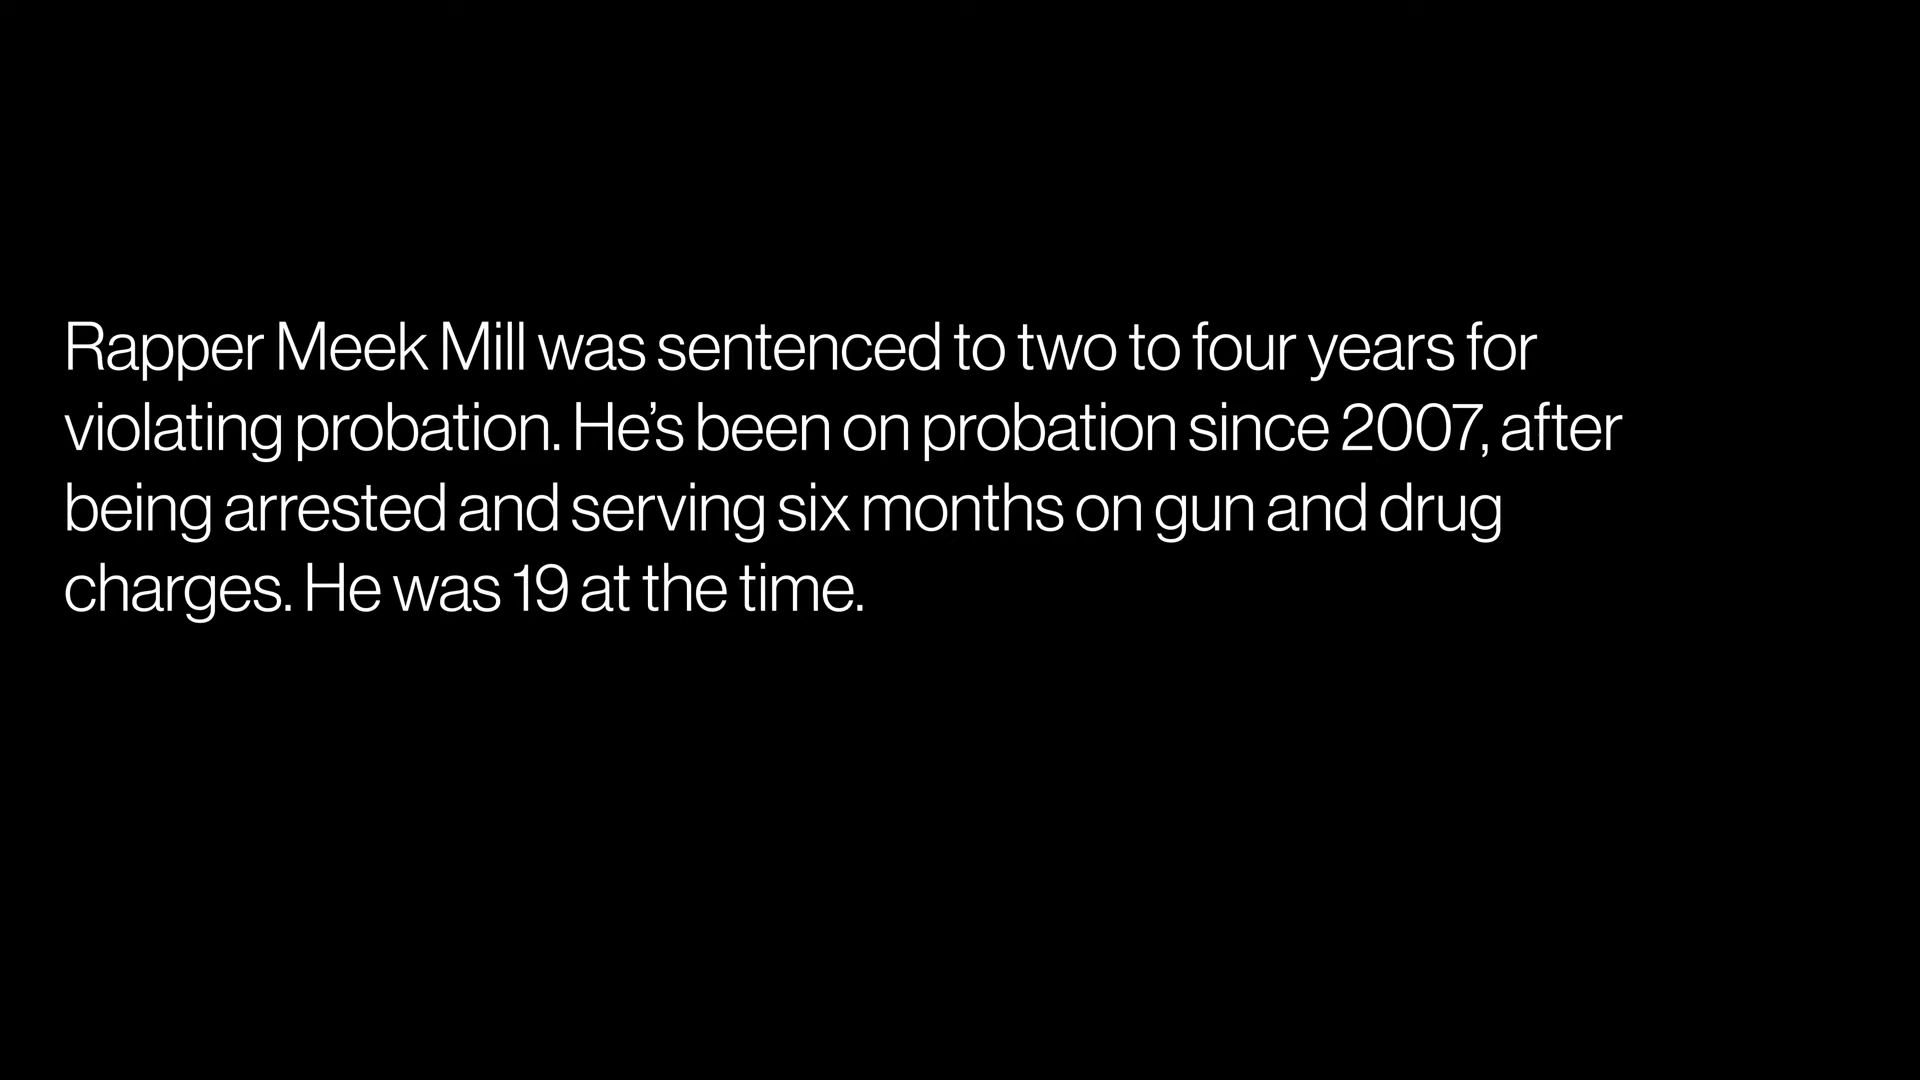 Rapper Meek Mill was sentenced to two to four years for
violating probation. He’s been on probation since 2007, after
being arrested and serving six months on gun and drug
charges. He was 19 at the time.